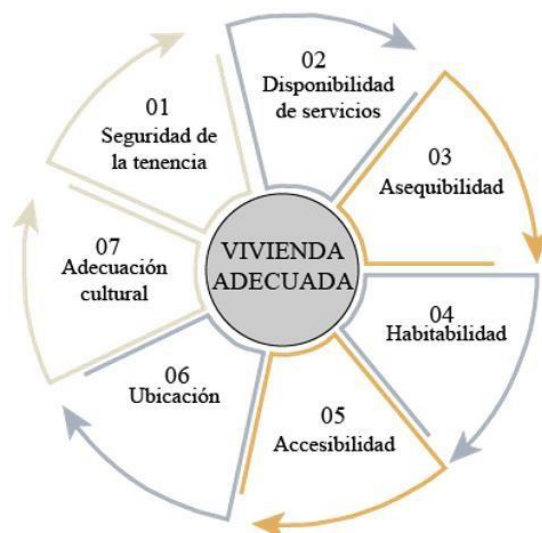 01
Seguridad de
la tenencia
02
Disponibilidad
de servicios
03
Asequibilidad
04
Habitabilidad
05
Accesibilidad
06
Ubicación
07
Adecuación
cultural
VIVIENDA
ADECUADA